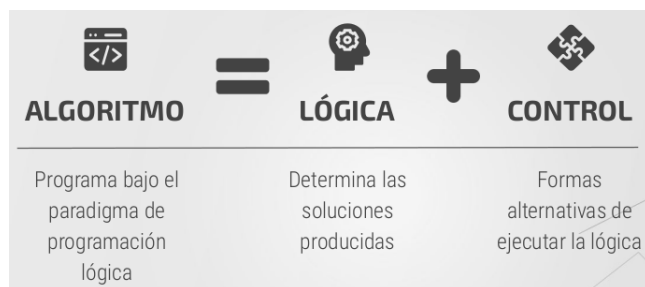 ALGORITMO
LÓGICA
CONTROL
Programa bajo el
paradigma de
programación
lógica
Determina las
soluciones
producidas
Formas
alternativas de
ejecutar la lógica